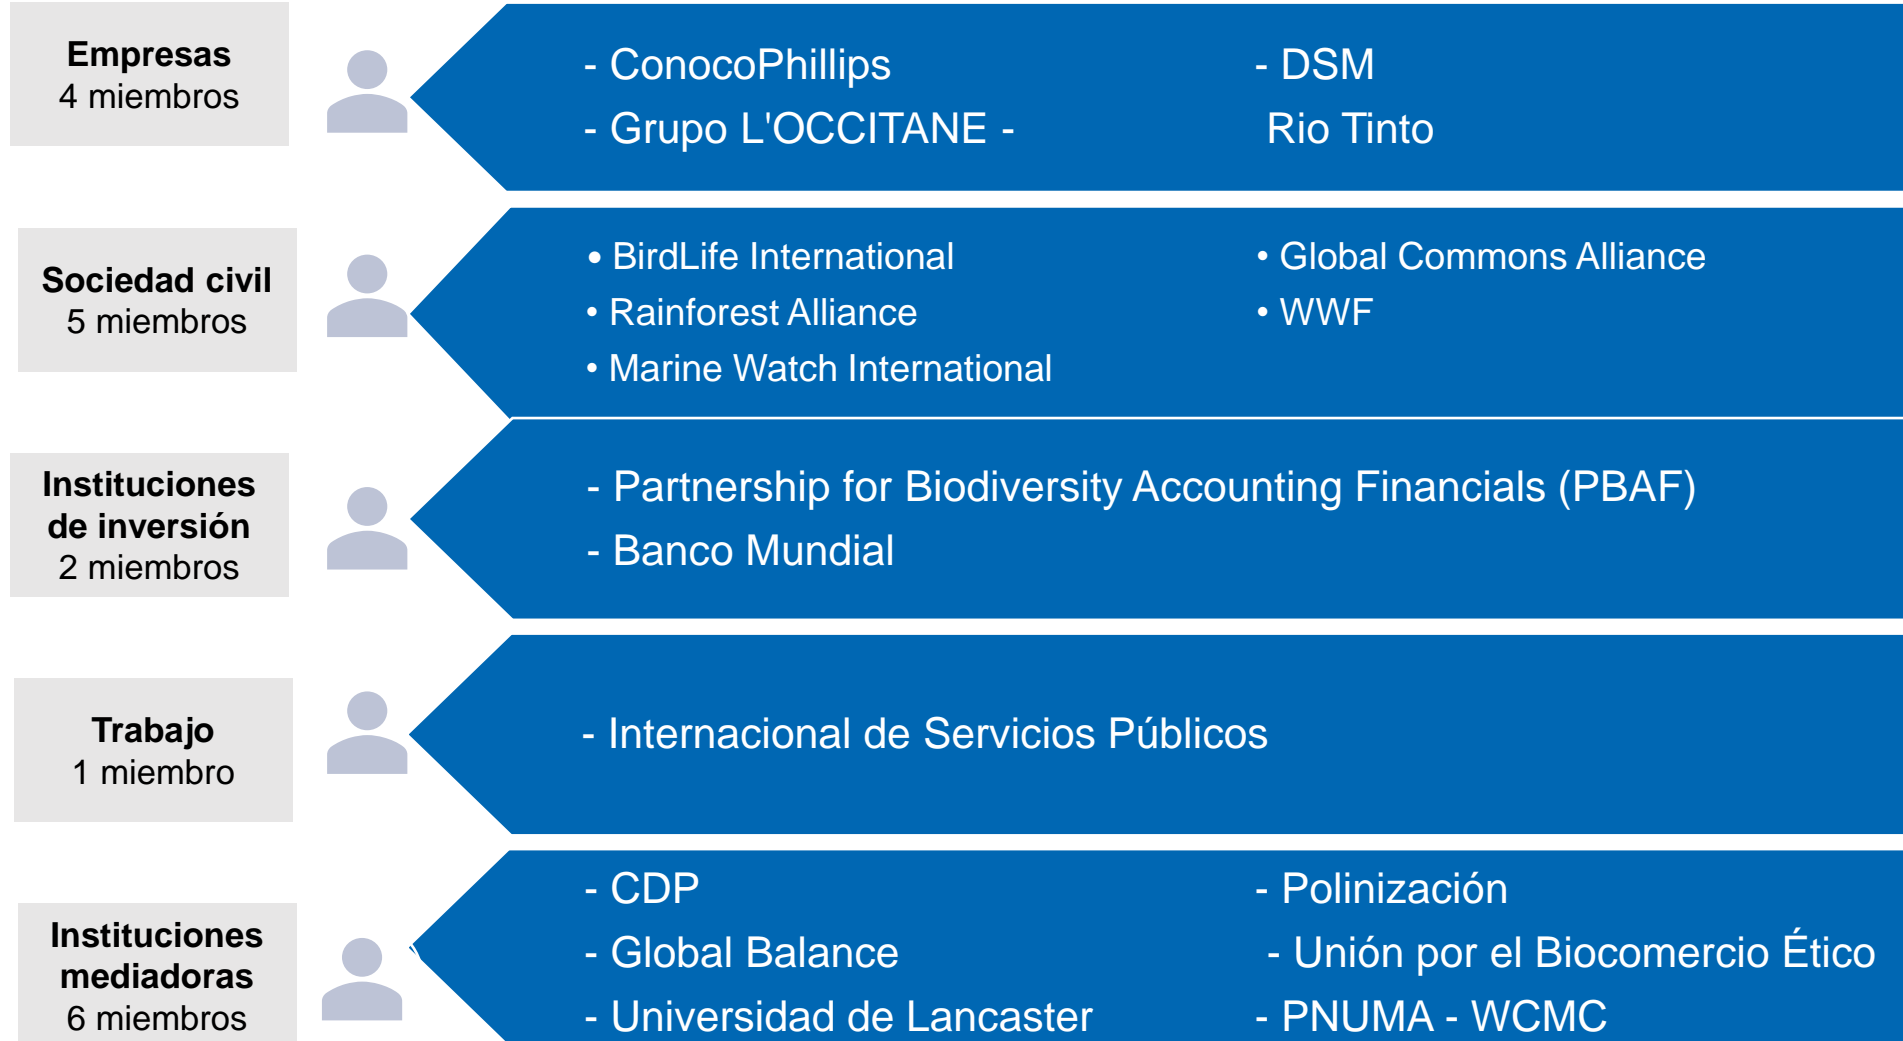 Empresas
4 miembros
- ConocoPhillips
- DSM
- Grupo L'OCCITANE -
Rio Tinto
Sociedad civil
5 miembros
• BirdLife International
• Global Commons Alliance
• Rainforest Alliance
• WWF
• Marine Watch International
Instituciones
de inversión
2 miembros
- Partnership for Biodiversity Accounting Financials (PBAF)
- Banco Mundial
Trabajo
1 miembro
- Internacional de Servicios Públicos
Instituciones
mediadoras
6 miembros
- CDP
- Polinización
- Global Balance
- Unión por el Biocomercio Ético
- Universidad de Lancaster
- PNUMA - WCMC